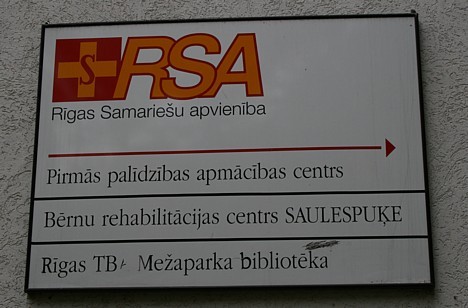 S RSA
Rīgas Samariešu apvienība
Pirmās palīdzības apmācības centrs
Bērnu rehabilitācijas centrs SAULESPUĶE
Rīgas TB Mežaparka bibliotēka